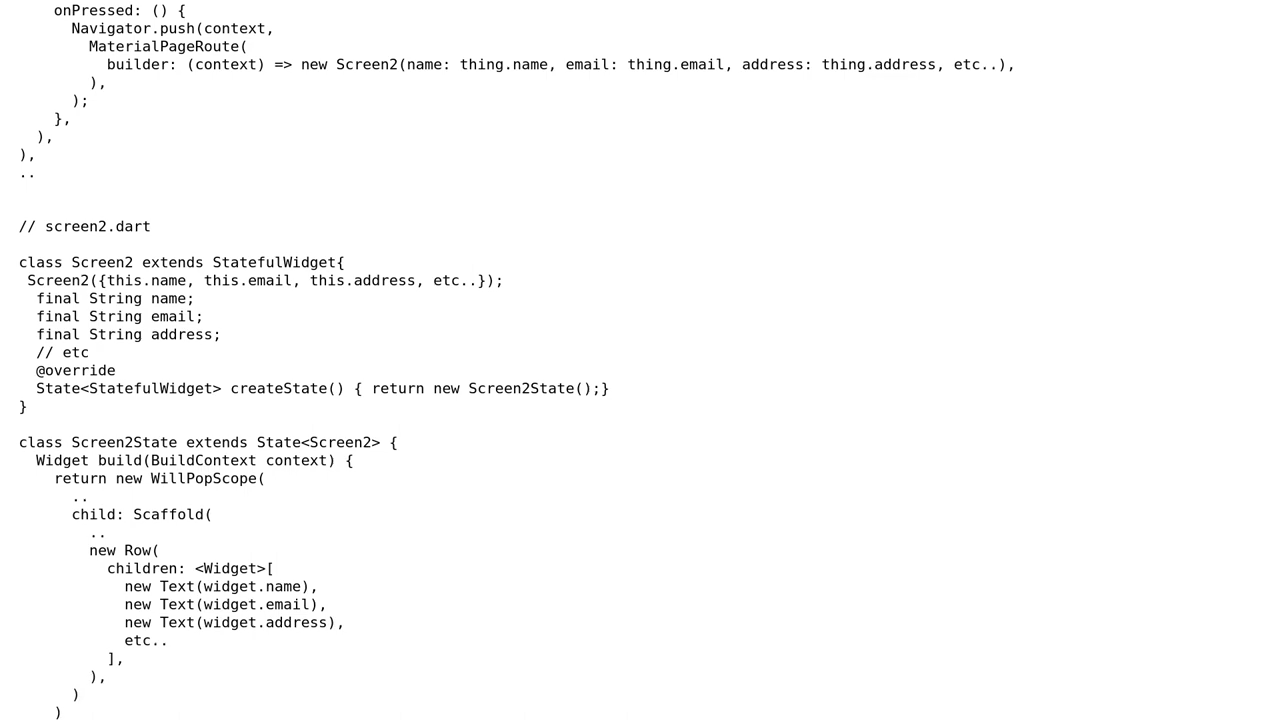 onPressed: () {
Navigator.push(context,
MaterialPageRoute(
builder: (context) => new Screen2(name: thing.name, email: thing.email, address: thing.address, etc..),
),
);
},
),
),
..
// screen2.dart
class Screen2 extends StatefulWidget{
Screen2({this.name, this.email, this.address, etc..});
final String name;
final String email;
final String address;
// etc
@override
State<StatefulWidget> createState() { return new Screen2State();}
}
class Screen2State extends State<Screen2> {
Widget build(BuildContext context) {
return new WillPopScope(
..
child: Scaffold(
..
new Row(
children: <Widget>[
new Text(widget.name),
new Text(widget.email),
new Text(widget.address),
etc..
],
),
)
)